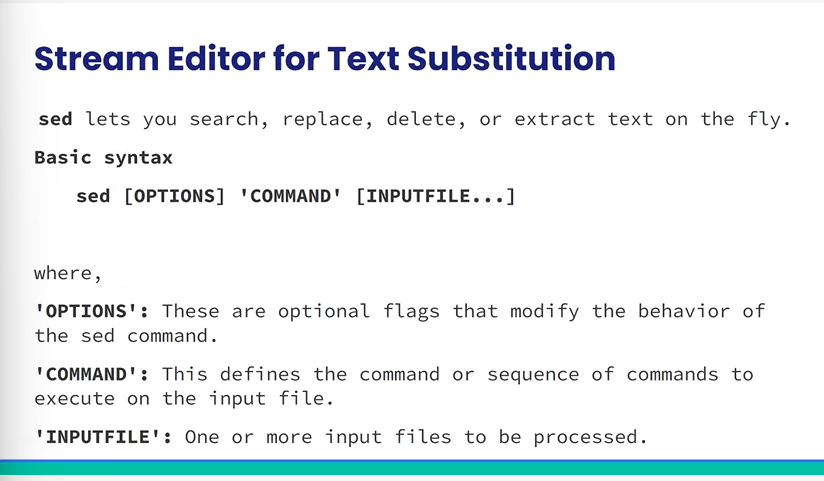 Stream Editor for Text Substitution
sed lets you search, replace, delete, or extract text on the fly.
Basic syntax
sed [OPTIONS] 'COMMAND' [INPUTFILE...]
where,
'OPTIONS': These are optional flags that modify the behavior of
the sed command.
'COMMAND': This defines the command or sequence of commands to
execute on the input file.
'INPUTFILE': One or more input files to be processed.